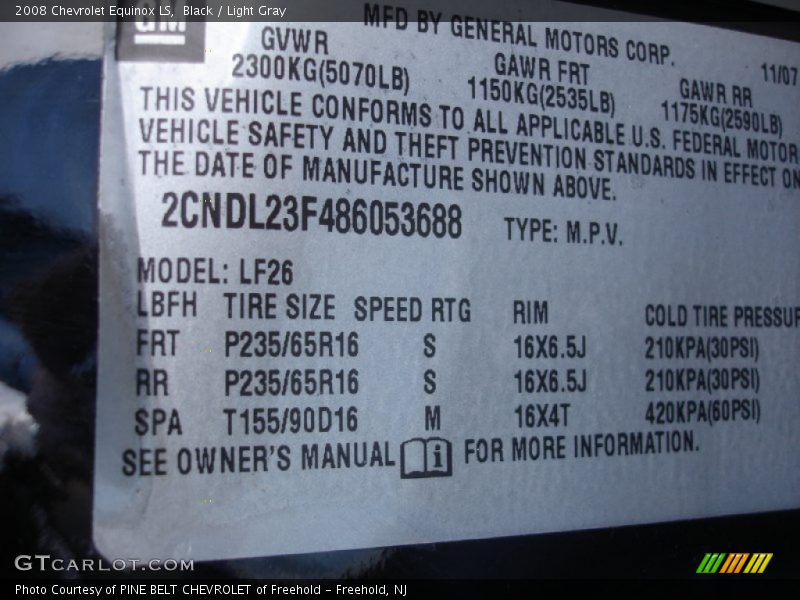 2008 Chevrolet Equinox LS, Black / Light Gray
GM
MFD BY GENERAL MOTORS CORP.
11/07
GVWR GAWR FRT GAWR RR
2300KG(5070LB) 1150KG(2535LB) 1175KG(2590LB)
THIS VEHICLE CONFORMS TO ALL APPLICABLE U.S. FEDERAL MOTOR
VEHICLE SAFETY AND THEFT PREVENTION STANDARDS IN EFFECT ON
THE DATE OF MANUFACTURE SHOWN ABOVE.
2CNDL23F486053688 TYPE: M.P.V.
MODEL: LF26
LBFH TIRE SIZE SPEED RTG RIM COLD TIRE PRESSUR
FRT P235/65R16 S 16X6.5J 210KPA(30PSI)
RR P235/65R16 S 16X6.5J 210KPA(30PSI)
SPA T155/90D16 M 16X4T 420KPA(60PSI)
SEE OWNER'S MANUAL i FOR MORE INFORMATION.
GTCARLOT.COM
Photo Courtesy of PINE BELT CHEVROLET of Freehold - Freehold, NJ